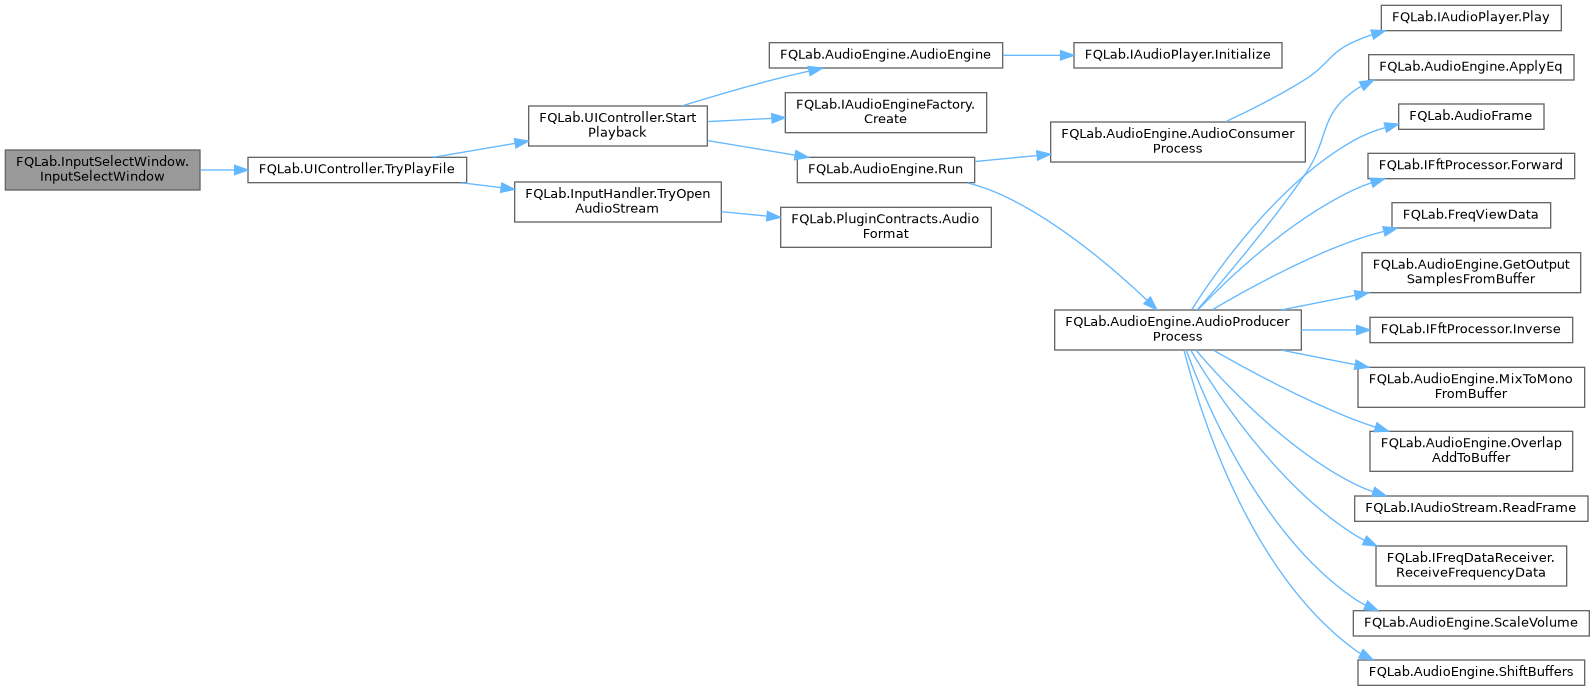 FQLab.InputSelectWindow.
InputSelectWindow
FQLab.UIController.TryPlayFile
FQLab.UIController.Start
Playback
FQLab.InputHandler.TryOpen
AudioStream
FQLab.AudioEngine.AudioEngine
FQLab.IAudioEngineFactory.
Create
FQLab.AudioEngine.Run
FQLab.PluginContracts.Audio
Format
FQLab.IAudioPlayer.Initialize
FQLab.AudioEngine.AudioConsumer
Process
FQLab.AudioEngine.AudioProducer
Process
FQLab.IAudioPlayer.Play
FQLab.AudioEngine.ApplyEq
FQLab.AudioFrame
FQLab.IFftProcessor.Forward
FQLab.FreqViewData
FQLab.AudioEngine.GetOutput
SamplesFromBuffer
FQLab.IFftProcessor.Inverse
FQLab.AudioEngine.MixToMono
FromBuffer
FQLab.AudioEngine.Overlap
AddToBuffer
FQLab.IAudioStream.ReadFrame
FQLab.IFreqDataReceiver.
ReceiveFrequencyData
FQLab.AudioEngine.ScaleVolume
FQLab.AudioEngine.ShiftBuffers